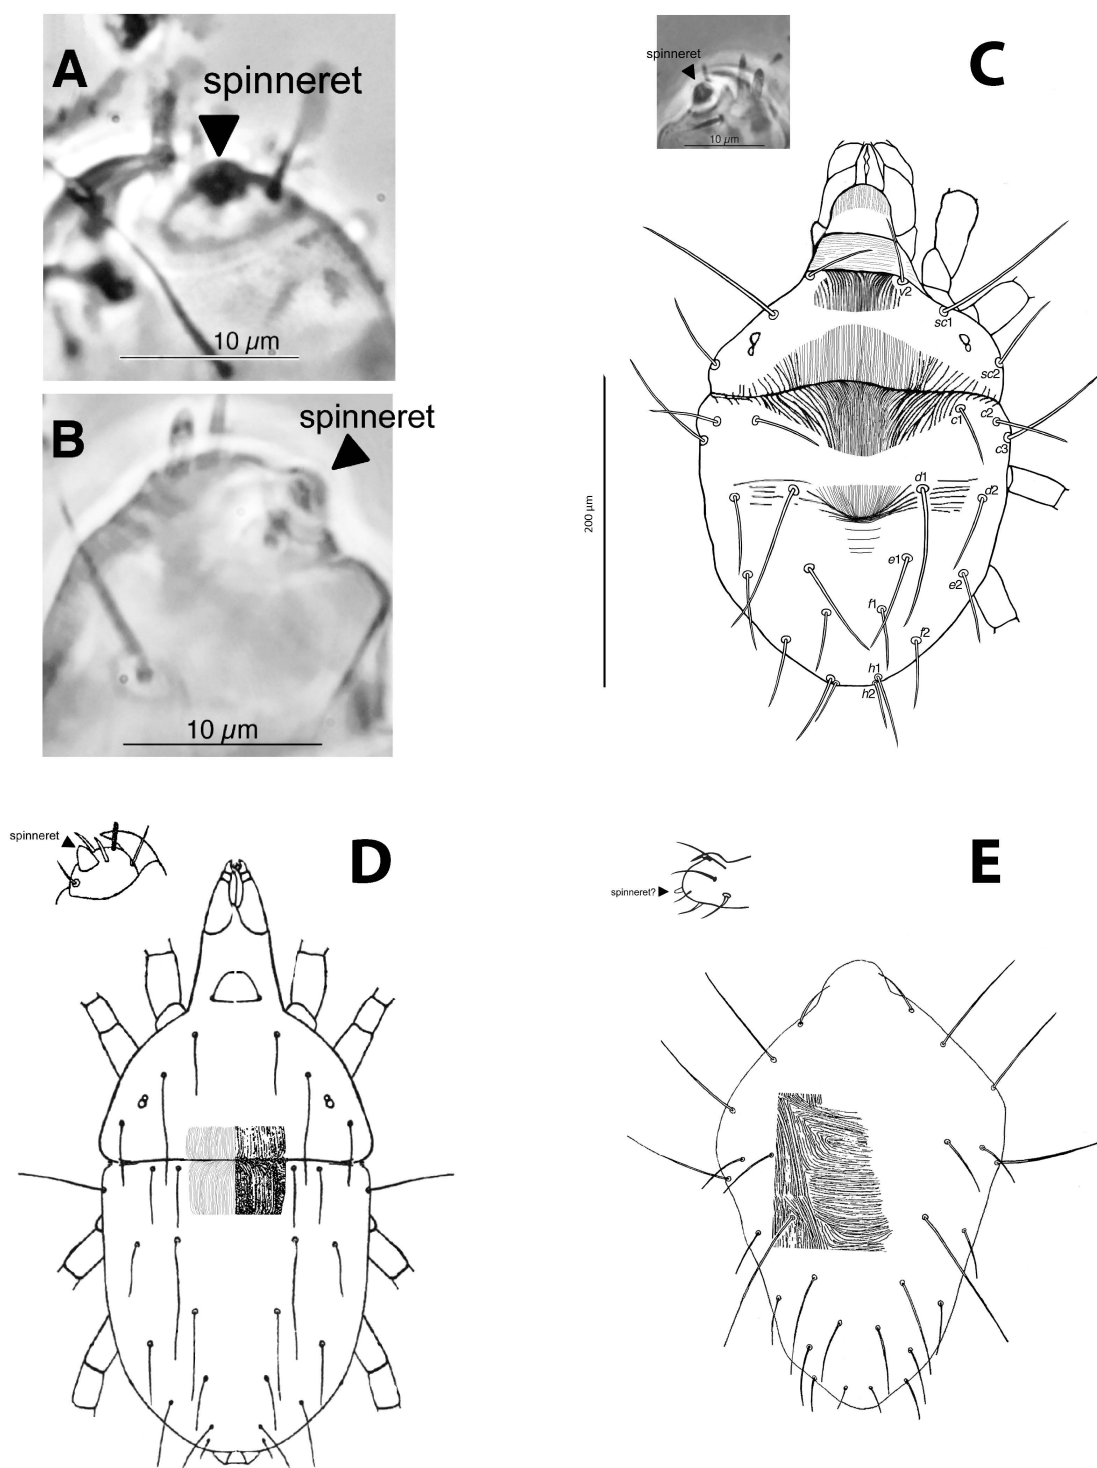 A
spinneret
10 µm
B
spinneret
10 µm
C
spinneret
10 µm
v2
sc1
sc2
c1
c2
c3
d1
d2
e1
e2
f1
f2
h1
h2
200 µm
D
spinneret
E
spinneret?